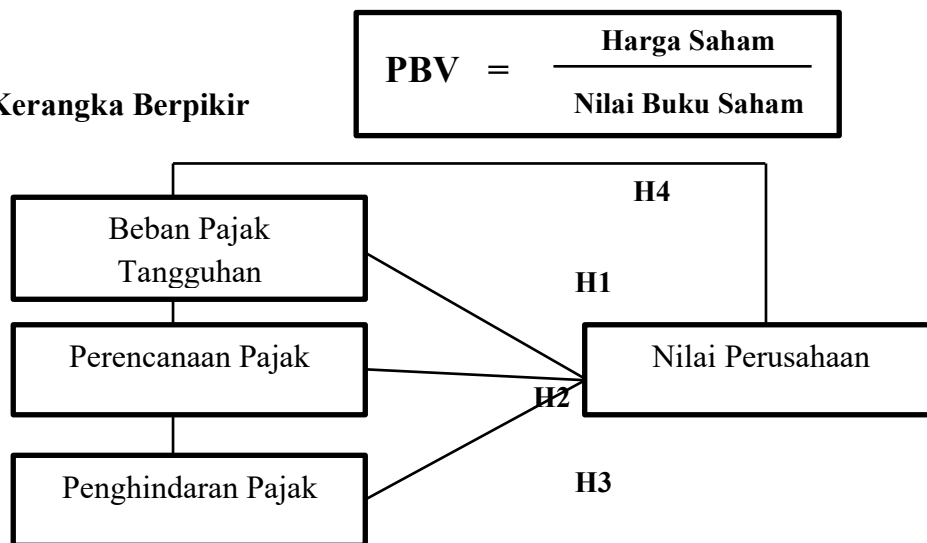 Harga Saham
PBV =
Nilai Buku Saham
Kerangka Berpikir
H4
Beban Pajak
Tangguhan
H1
Perencanaan Pajak
Nilai Perusahaan
H2
Penghindaran Pajak
H3